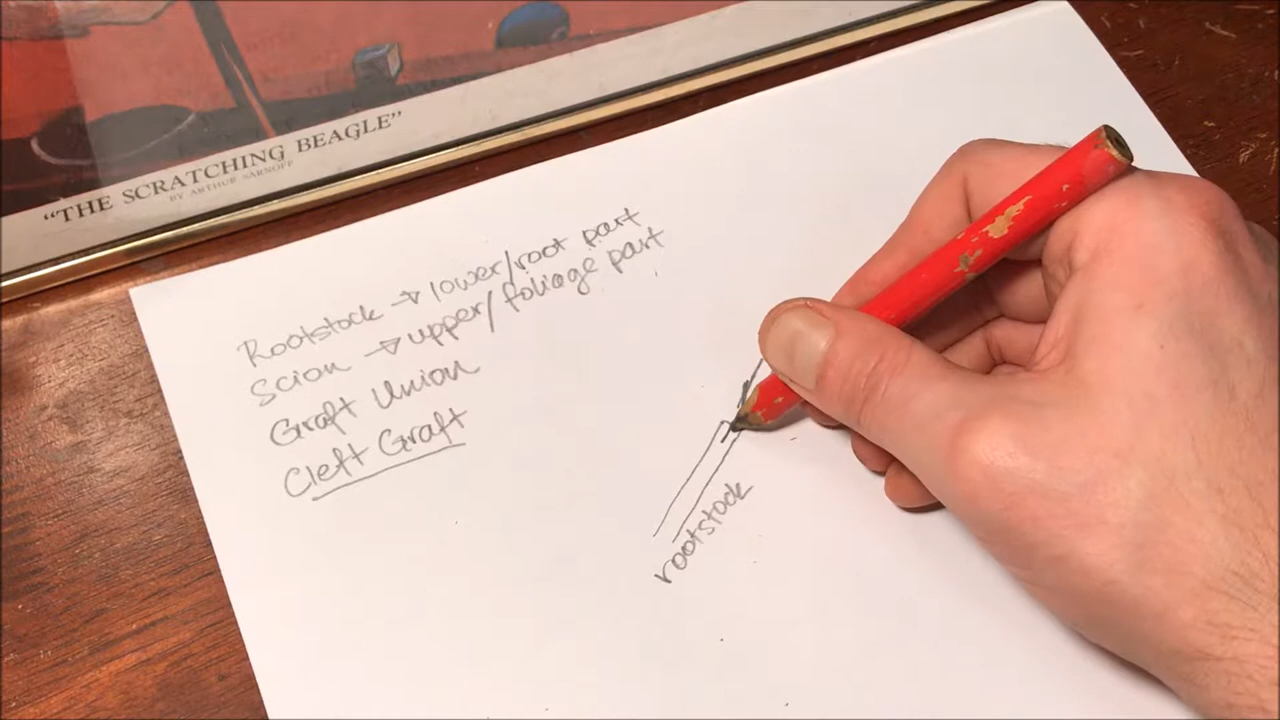 "THE SCRATCHING BEAGLE"
BY ARTHUR SARNOFF
Rootstock → lower/root part
Scion → upper/foliage part
Graft Union
Cleft Graft
rootstock